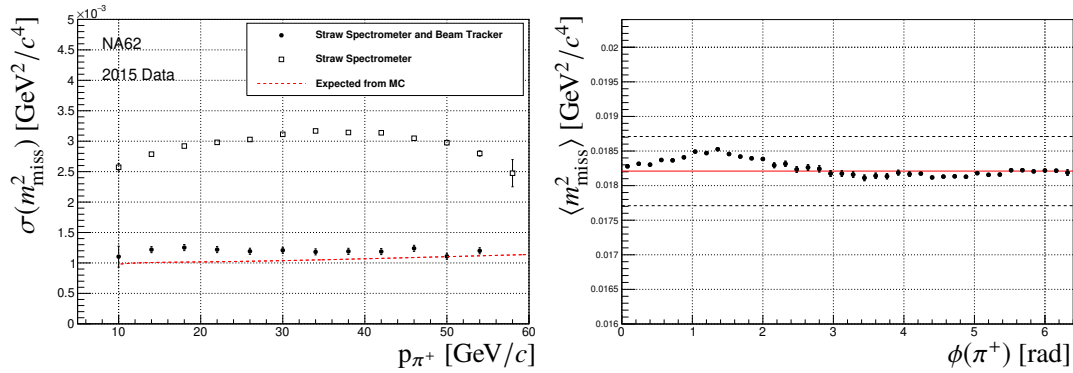 ×10⁻³
σ(m²miss) [GeV²/c⁴]
5
4.5
4
3.5
3
2.5
2
1.5
1
0.5
0
NA62
2015 Data
Straw Spectrometer and Beam Tracker
Straw Spectrometer
Expected from MC
10 20 30 40 50 60
pπ+ [GeV/c]
⟨m²miss⟩ [GeV²/c⁴]
0.02
0.0195
0.019
0.0185
0.018
0.0175
0.017
0.0165
0.016
0 1 2 3 4 5 6
ϕ(π⁺) [rad]